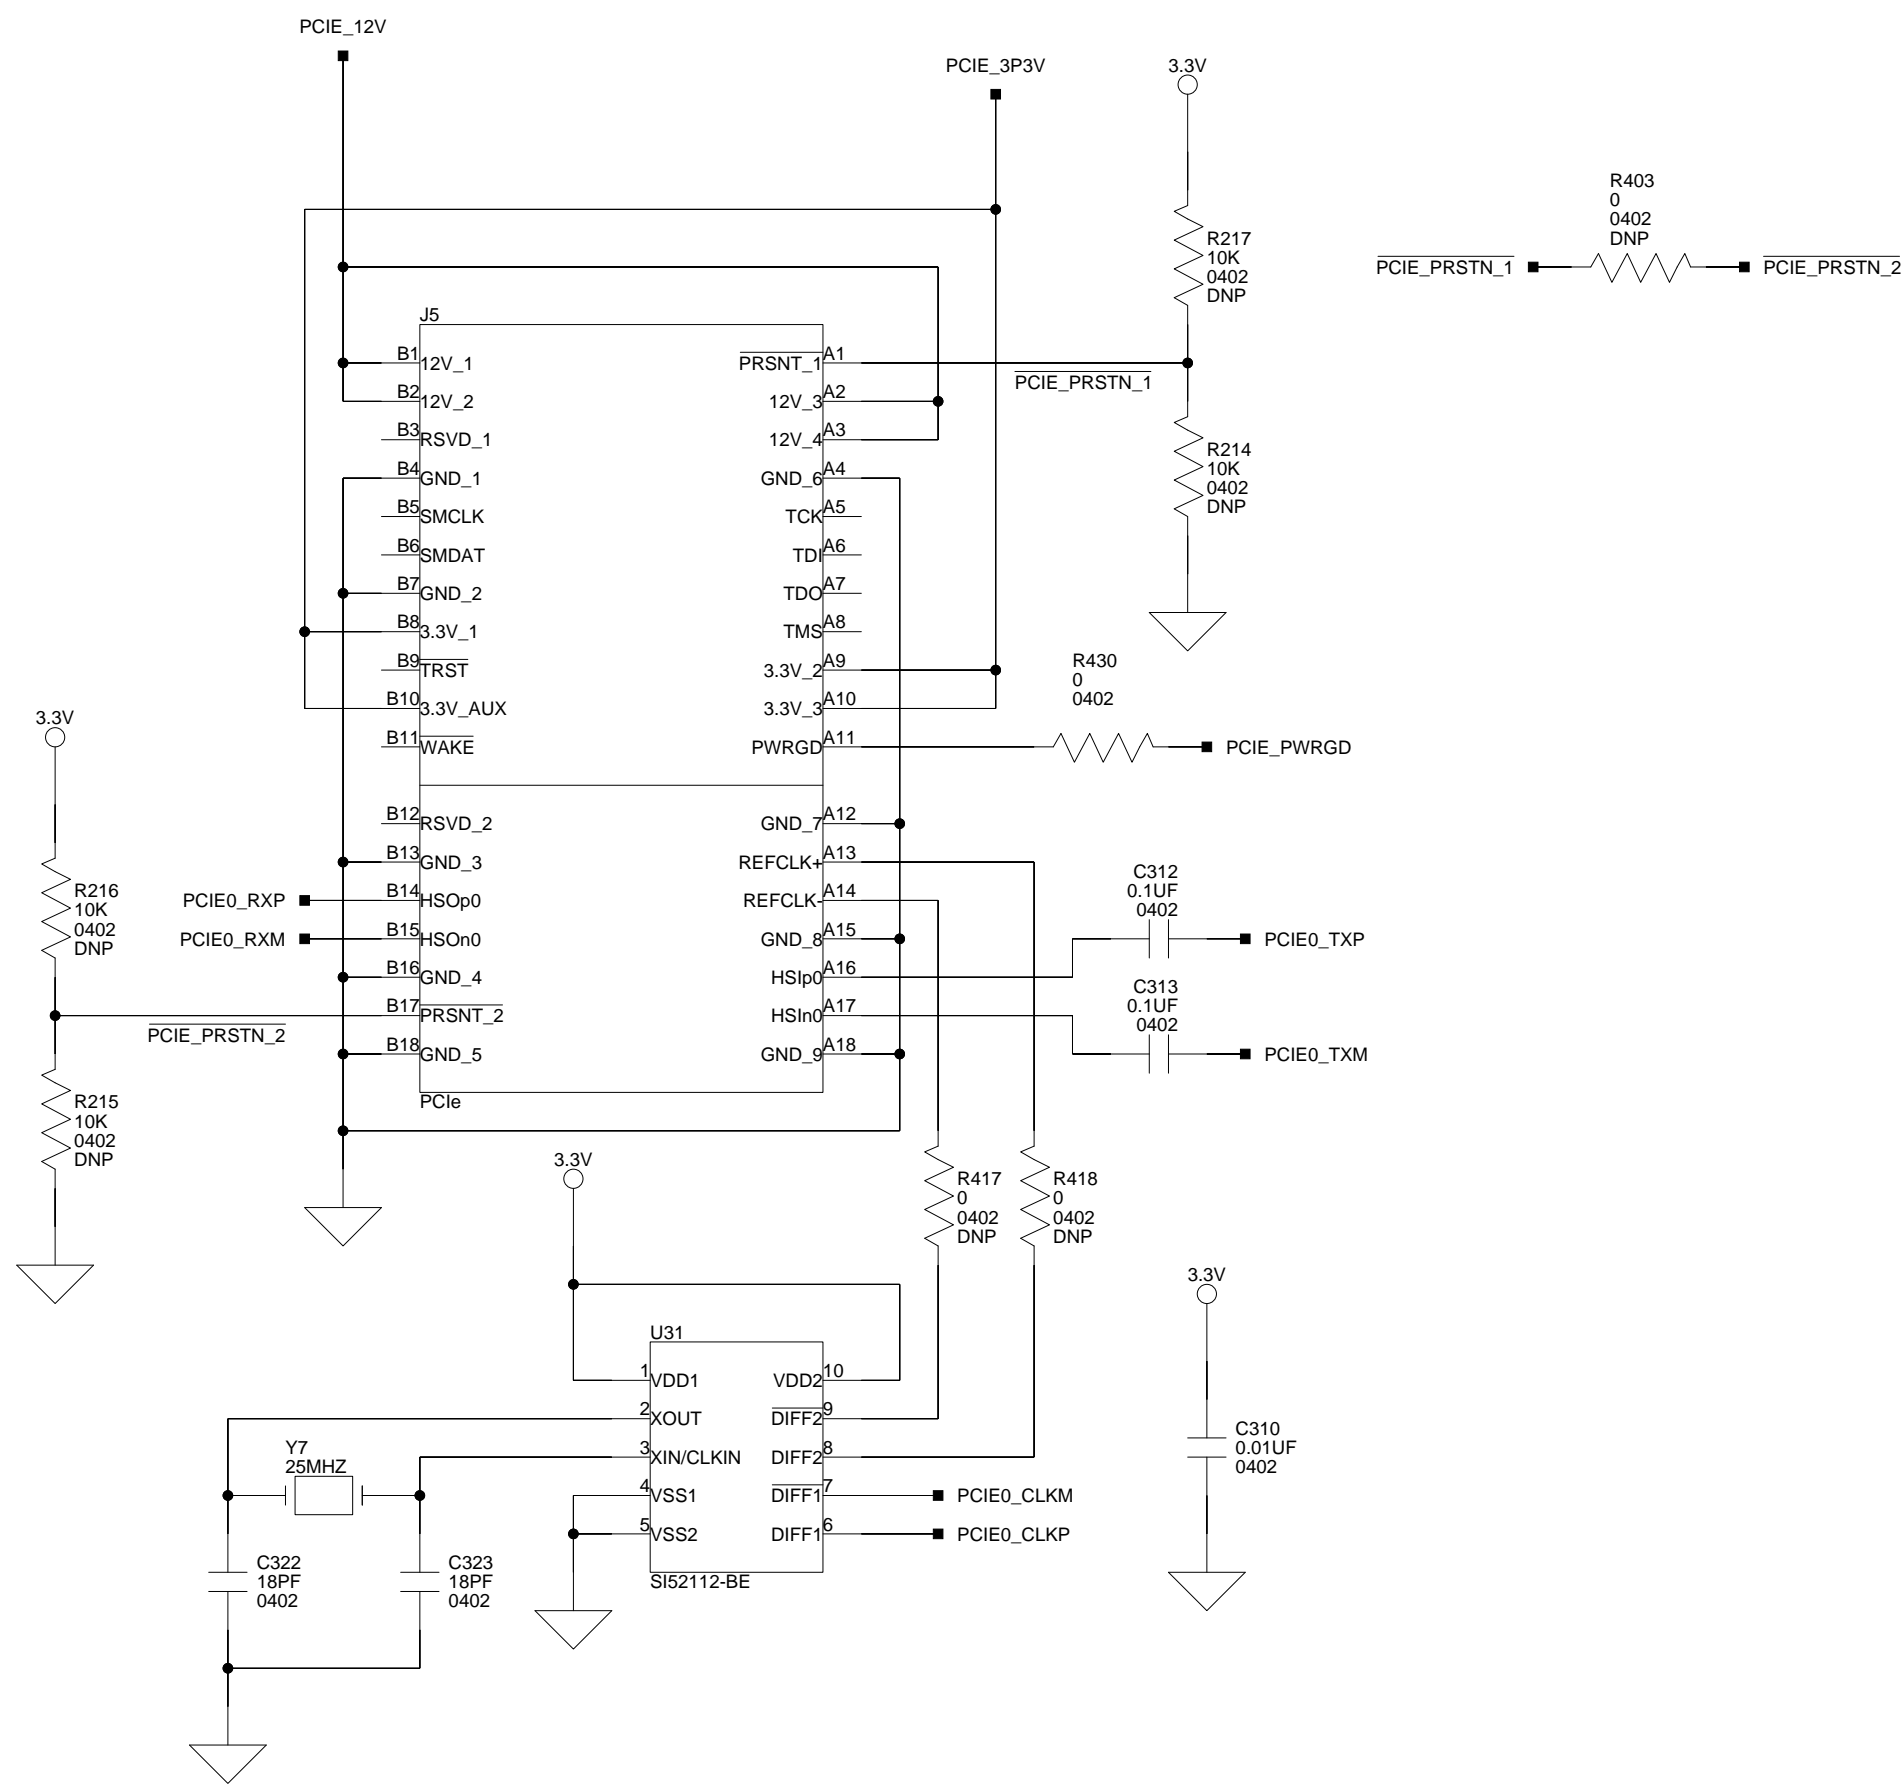 PCIE_12V
PCIE_3P3V
3.3V
R403
0
0402
DNP
PCIE_PRSTN_1
PCIE_PRSTN_2
R217
10K
0402
DNP
J5
B1
12V_1
B2
12V_2
B3
RSVD_1
B4
GND_1
B5
SMCLK
B6
SMDAT
B7
GND_2
B8
3.3V_1
B9
TRST
B10
3.3V_AUX
B11
WAKE
B12
RSVD_2
B13
GND_3
B14
HSOp0
B15
HSOn0
B16
GND_4
B17
PRSNT_2
B18
GND_5
PCIe
PRSNT_1
A1
12V_3
A2
12V_4
A3
GND_6
A4
TCK
A5
TDI
A6
TDO
A7
TMS
A8
3.3V_2
A9
3.3V_3
A10
PWRGD
A11
GND_7
A12
REFCLK+
A13
REFCLK-
A14
GND_8
A15
HSIp0
A16
HSIn0
A17
GND_9
A18
PCIE_PRSTN_1
R214
10K
0402
DNP
R430
0
0402
PCIE_PWRGD
3.3V
R216
10K
0402
DNP
PCIE0_RXP
PCIE0_RXM
PCIE_PRSTN_2
R215
10K
0402
DNP
C312
0.1UF
0402
PCIE0_TXP
C313
0.1UF
0402
PCIE0_TXM
3.3V
R417
0
0402
DNP
R418
0
0402
DNP
U31
1
VDD1
2
XOUT
3
XIN/CLKIN
4
VSS1
5
VSS2
VDD2
10
DIFF2
9
DIFF2
8
DIFF1
7
DIFF1
6
SI52112-BE
PCIE0_CLKM
PCIE0_CLKP
Y7
25MHZ
C322
18PF
0402
C323
18PF
0402
3.3V
C310
0.01UF
0402